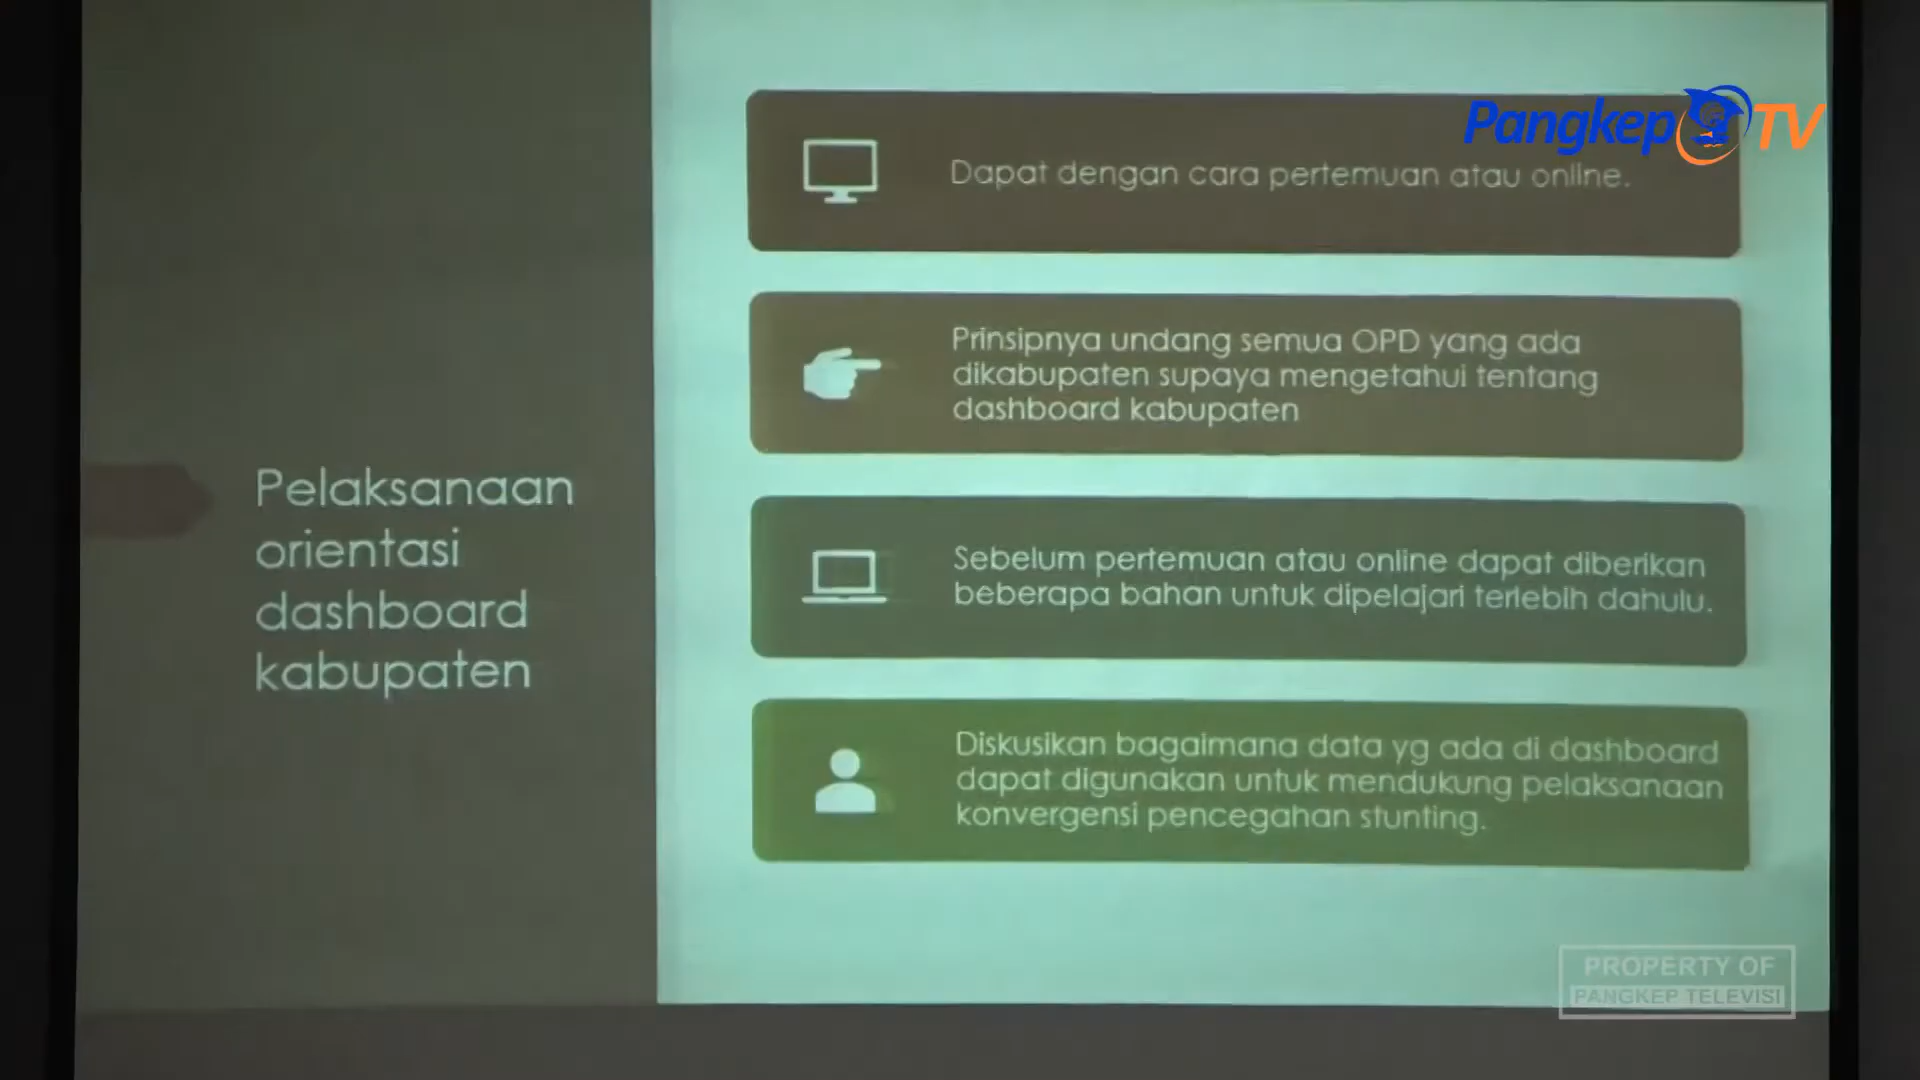 Pangkep TV
Pelaksanaan
orientasi
dashboard
kabupaten
Dapat dengan cara pertemuan atau online.
Prinsipnya undang semua OPD yang ada
dikabupaten supaya mengetahui tentang
dashboard kabupaten
Sebelum pertemuan atau online dapat diberikan
beberapa bahan untuk dipelajari terlebih dahulu.
Diskusikan bagaimana data yg ada di dashboard
dapat digunakan untuk mendukung pelaksanaan
konvergensi pencegahan stunting.
PROPERTY OF
PANGKEP TELEVISI